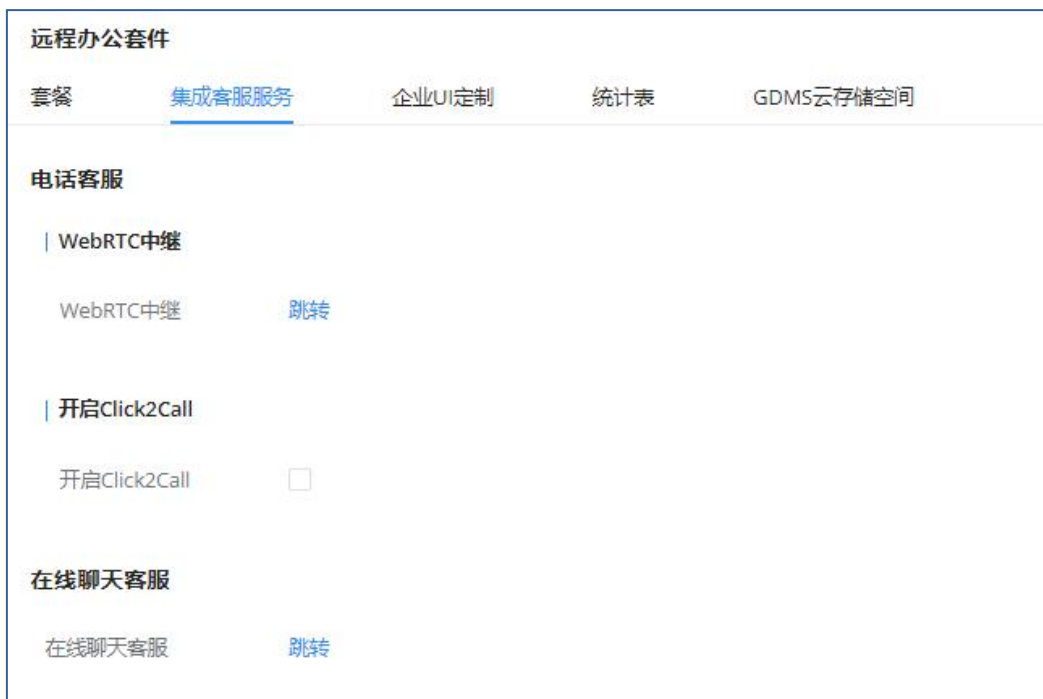 远程办公套件
套餐 集成客服服务 企业UI定制 统计表 GDMS云存储空间
电话客服
WebRTC中继
WebRTC中继 跳转
开启Click2Call
开启Click2Call
在线聊天客服
在线聊天客服 跳转